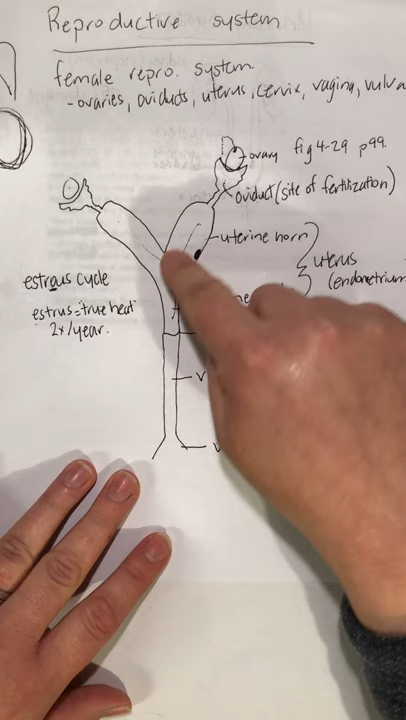 Reproductive system
female repro. system.
- ovaries, oviducts, uterus, cervix, vagina, vulva
ovary fig 4-29 p99.
oviduct (site of fertilization)
uterine horn
uterus
(endometrium
estrous cycle
estrus = true heat
2x/year.
V